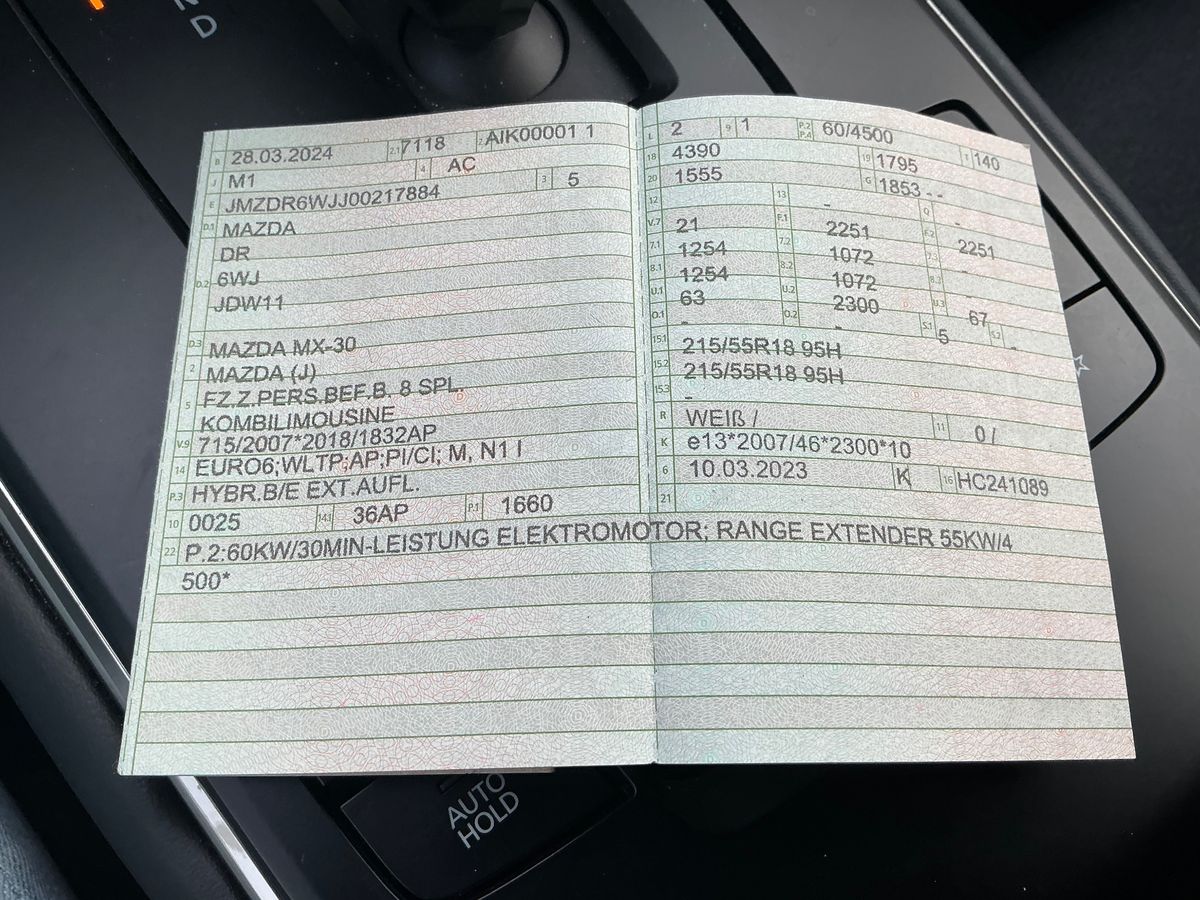 D
B 28.03.2024 2.1 7118 2.2 AIK00001 1
J M1 4 AC
E JMZDR6WJJ00217884 3 5
D.1 MAZDA
DR
D.2 6WJ
JDW11
D.3 MAZDA MX-30
2 MAZDA (J)
5 FZ.Z.PERS.BEF.B. 8 SPL.
KOMBILIMOUSINE
V.9 715/2007*2018/1832AP
14 EURO6;WLTP;AP;PI/CI; M, N1 I
P.3 HYBR.B/E EXT.AUFL.
10 0025 14.1 36AP P.1 1660
22 P.2:60KW/30MIN-LEISTUNG ELEKTROMOTOR; RANGE EXTENDER 55KW/4
500*
L 2 9 1 P.2 P.4 60/4500 T 140
18 4390 19 1795
20 1555 G 1853 - -
12 13 - Q -
V.7 21 F.1 2251 F.2 2251
7.1 1254 7.2 1072 7.3 -
8.1 1254 8.2 1072 8.3 -
U.1 63 U.2 2300 U.3 67
O.1 - O.2 - S.1 5 S.2 -
15.1 215/55R18 95H
15.2 215/55R18 95H
15.3 -
R WEIß / 11 0 /
K e13*2007/46*2300*10
6 10.03.2023 K 16 HC241089
21
AUTO
HOLD